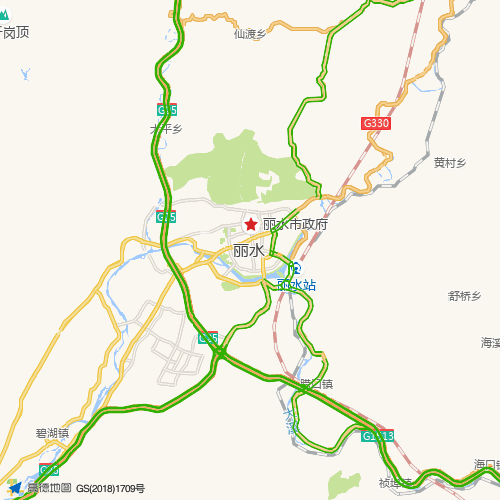 仙渡乡
岗顶
G25
太平乡
G330
黄村乡
G25
丽水市政府
丽水
丽水站
舒桥乡
G25
海溪
腊口镇
碧湖镇
海口镇
祯埠镇
高德地图 GS(2018)1709号